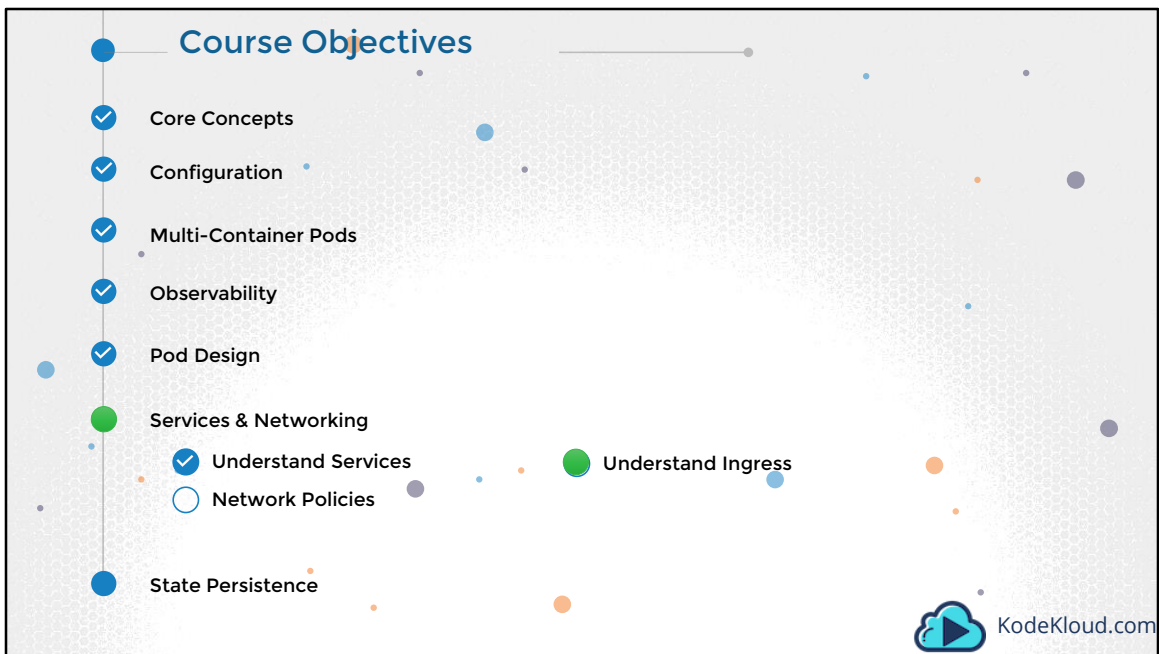 Course Objectives
Core Concepts
Configuration
Multi-Container Pods
Observability
Pod Design
Services & Networking
Understand Services
Understand Ingress
Network Policies
State Persistence
KodeKloud.com